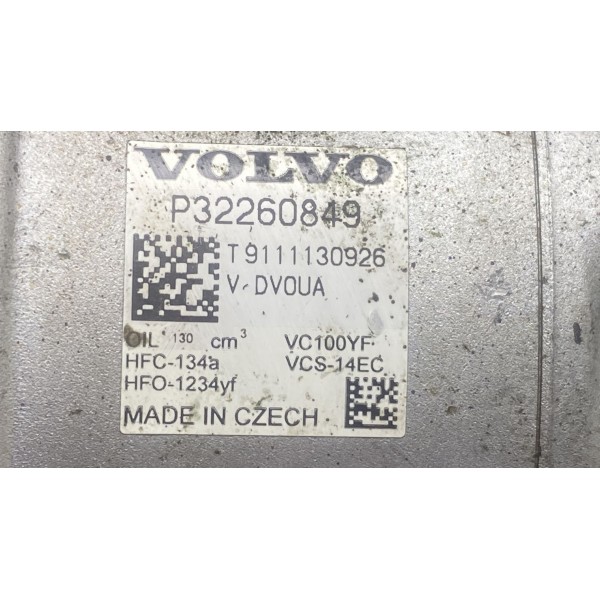 VOLVO
P32260849
T9111130926
V-DV0UA
OIL 130 cm³ VC100YF
HFC-134a VCS-14EC
HFO-1234yf
MADE IN CZECH